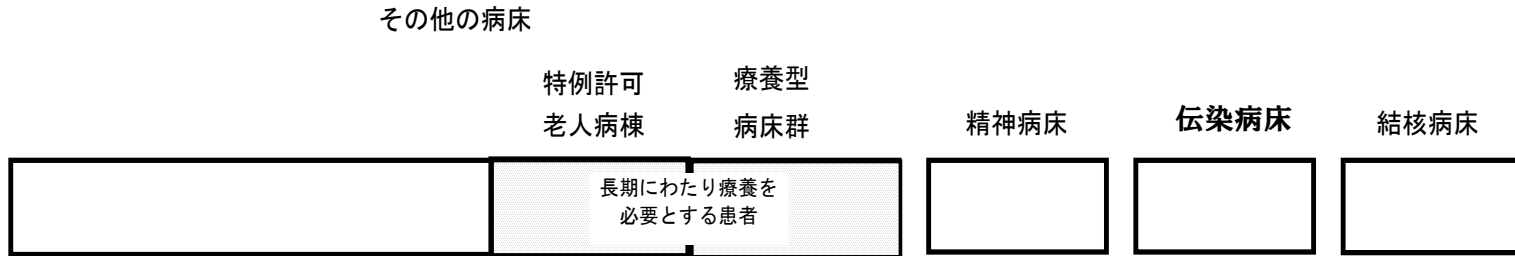 その他の病床
特例許可
老人病棟
療養型
病床群
精神病床
伝染病床
結核病床
長期にわたり療養を
必要とする患者